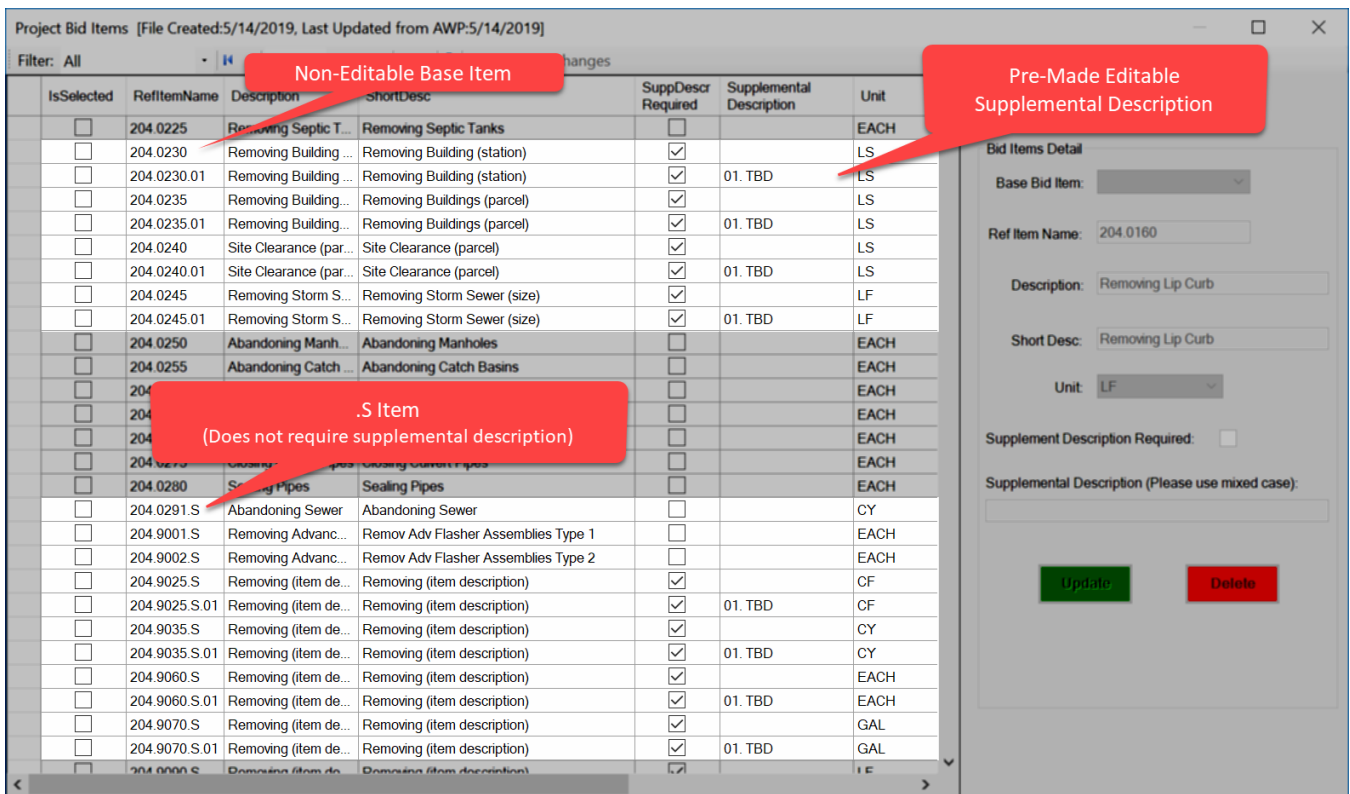 Project Bid Items [File Created:5/14/2019, Last Updated from AWP:5/14/2019]
Filter: All
Non-Editable Base Item
Pre-Made Editable
Supplemental Description
IsSelected RefItemName Description ShortDesc SuppDescr Required Supplemental Description Unit
204.0225 Removing Septic T... Removing Septic Tanks EACH
204.0230 Removing Building ... Removing Building (station) LS
204.0230.01 Removing Building ... Removing Building (station) 01. TBD LS
204.0235 Removing Building... Removing Buildings (parcel) LS
204.0235.01 Removing Building... Removing Buildings (parcel) 01. TBD LS
204.0240 Site Clearance (par... Site Clearance (parcel) LS
204.0240.01 Site Clearance (par... Site Clearance (parcel) 01. TBD LS
204.0245 Removing Storm S... Removing Storm Sewer (size) LF
204.0245.01 Removing Storm S... Removing Storm Sewer (size) 01. TBD LF
204.0250 Abandoning Manh... Abandoning Manholes EACH
204.0255 Abandoning Catch ... Abandoning Catch Basins EACH
EACH
EACH
EACH
Closing Culvert Pipes EACH
.S Item
(Does not require supplemental description)
204.0280 Sealing Pipes Sealing Pipes EACH
204.0291.S Abandoning Sewer Abandoning Sewer CY
204.9001.S Removing Advanc... Remov Adv Flasher Assemblies Type 1 EACH
204.9002.S Removing Advanc... Remov Adv Flasher Assemblies Type 2 EACH
204.9025.S Removing (item de... Removing (item description) CF
204.9025.S.01 Removing (item de... Removing (item description) 01. TBD CF
204.9035.S Removing (item de... Removing (item description) CY
204.9035.S.01 Removing (item de... Removing (item description) 01. TBD CY
204.9060.S Removing (item de... Removing (item description) EACH
204.9060.S.01 Removing (item de... Removing (item description) 01. TBD EACH
204.9070.S Removing (item de... Removing (item description) GAL
204.9070.S.01 Removing (item de... Removing (item description) 01. TBD GAL
204.9090.S Removing (item de... Removing (item description) LF
Bid Items Detail
Base Bid Item:
Ref Item Name: 204.0160
Description: Removing Lip Curb
Short Desc: Removing Lip Curb
Unit: LF
Supplement Description Required:
Supplemental Description (Please use mixed case):
Update Delete